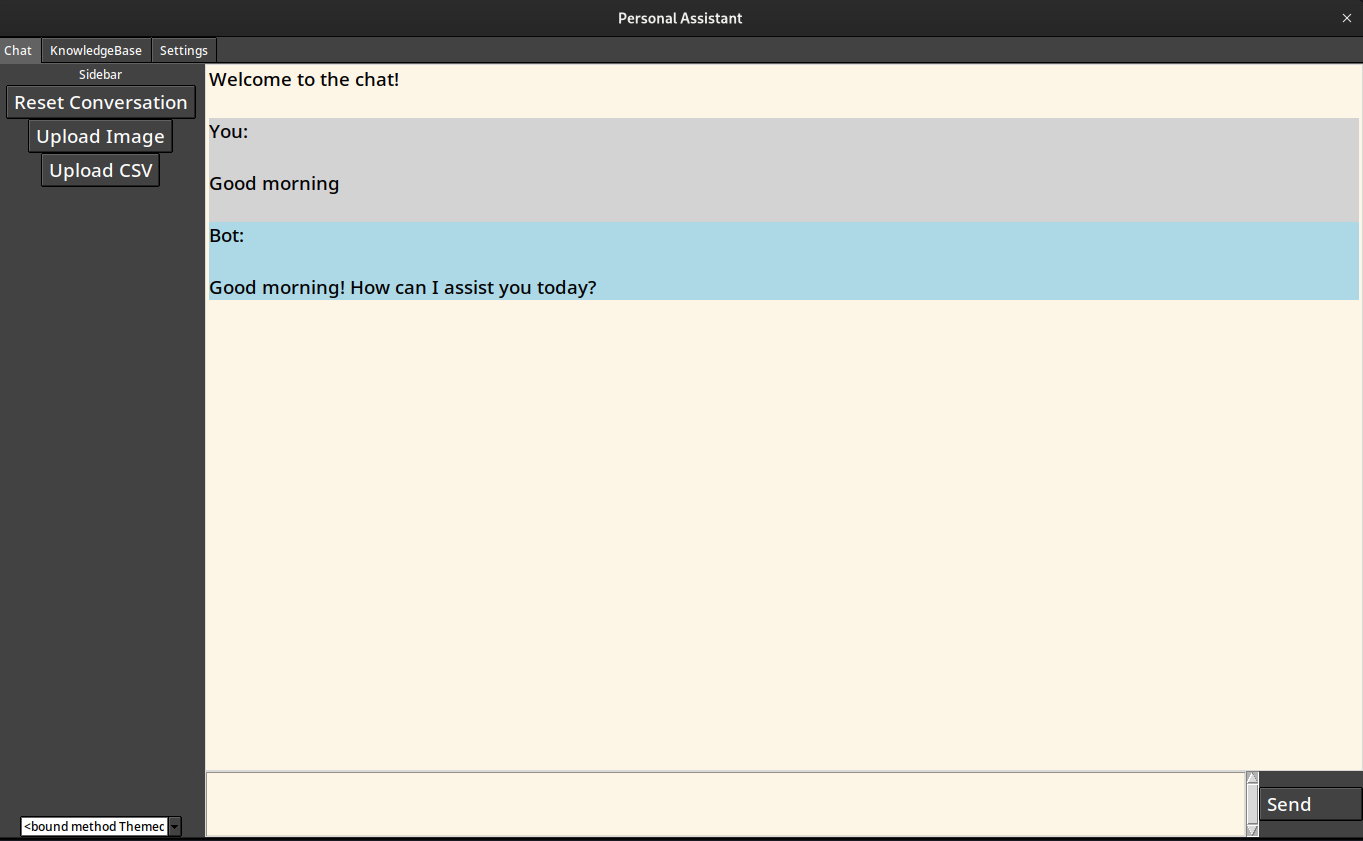 Personal Assistant
Chat
KnowledgeBase
Settings
Sidebar
Reset Conversation
Upload Image
Upload CSV
Welcome to the chat!
You:
Good morning
Bot:
Good morning! How can I assist you today?
<bound method Themec
Send